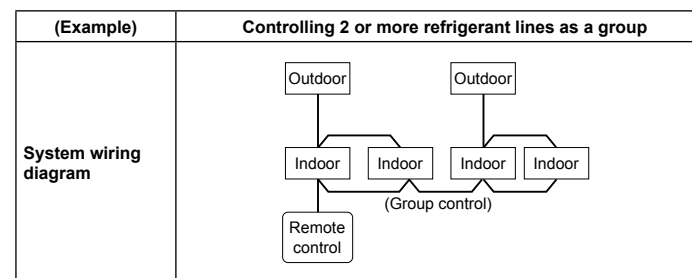 (Example)
Controlling 2 or more refrigerant lines as a group
System wiring
diagram
Outdoor
Outdoor
Indoor
Indoor
Indoor
Indoor
(Group control)
Remote
control